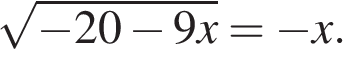 √−20 − 9x = −x.